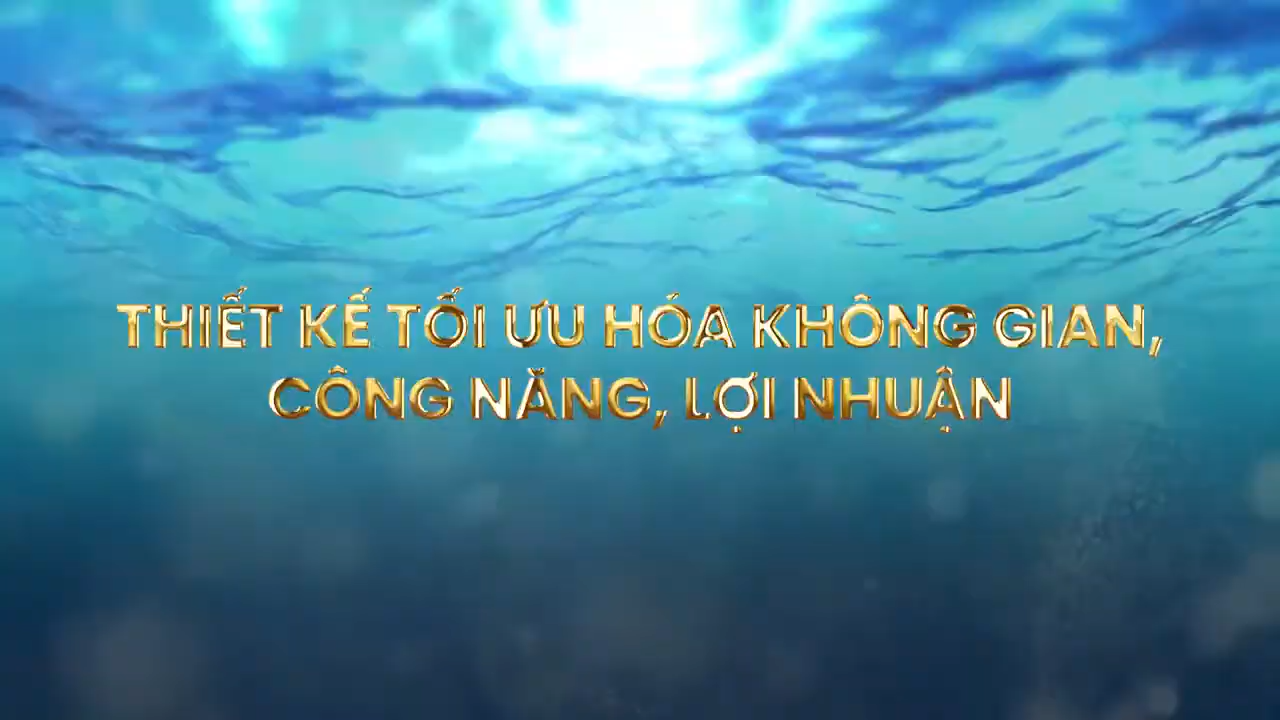 THIẾT KẾ TỐI ƯU HÓA KHÔNG GIAN,
CÔNG NĂNG, LỢI NHUẬN